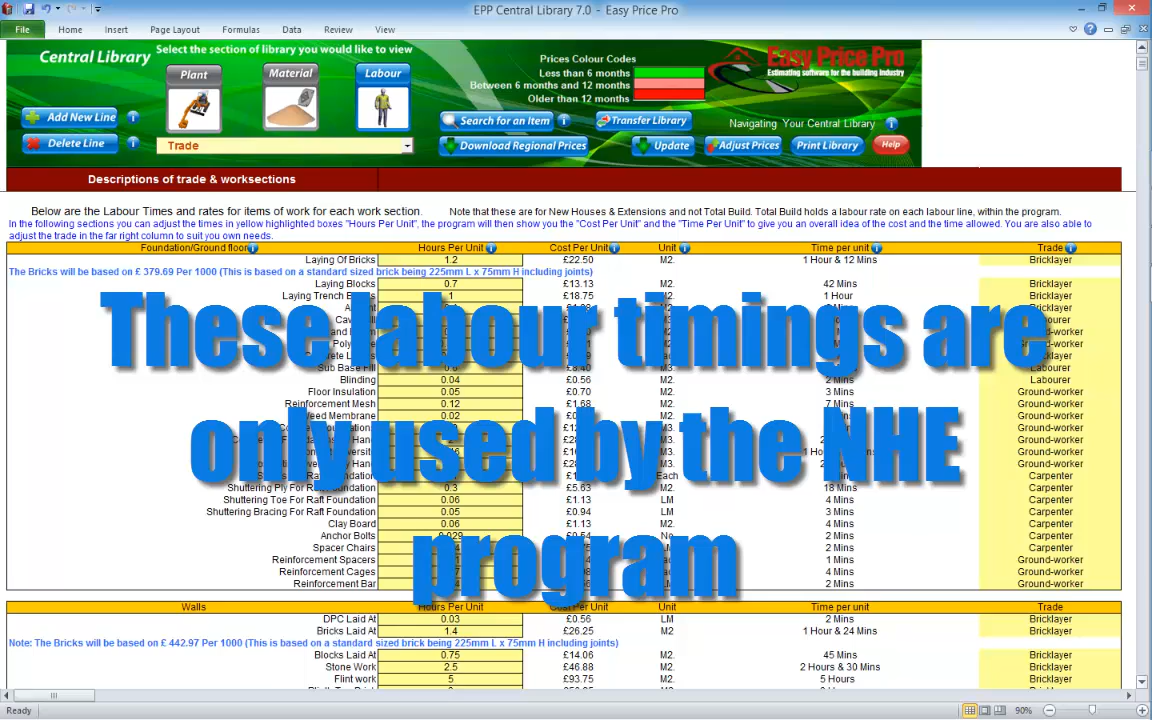 EPP Central Library 7.0 - Easy Price Pro
File Home Insert Page Layout Formulas Data Review View
Central Library
Select the section of library you would like to view
Plant Material Labour
Prices Colour Codes
Less than 6 months
Between 6 months and 12 months
Older than 12 months
Easy Price Pro
Estimating software for the building Industry
Add New Line
Delete Line
Trade
Search for an Item
Transfer Library
Navigating Your Central Library
Download Regional Prices
Update
Adjust Prices
Print Library
Help
Descriptions of trade & worksections
Below are the Labour Times and rates for items of work for each work section. Note that these are for New Houses & Extensions and not Total Build. Total Build holds a labour rate on each labour line, within the program.
In the following sections you can adjust the times in yellow highlighted boxes "Hours Per Unit", the program will then show you the "Cost Per Unit" and the "Time Per Unit" to give you an overall idea of the cost and the time allowed. You are also able to
adjust the trade in the far right column to suit you own needs.
Foundation/Ground floor Hours Per Unit Cost Per Unit Unit Time per unit Trade
Laying Of Bricks 1.2 £22.50 M2. 1 Hour & 12 Mins Bricklayer
The Bricks will be based on £ 379.69 Per 1000 (This is based on a standard sized brick being 225mm L x 75mm H including joints)
Laying Blocks 0.7 £13.13 M2. 42 Mins Bricklayer
Laying Trench 1 £18.75 M2. 1 Hour Bricklayer
These labour timings are
only used by the NHE
program
Sub Base Fill M3. Labourer
Blinding 0.04 £0.56 M2. 2 Mins Labourer
Floor Insulation 0.05 £0.70 M2. 3 Mins Ground-worker
Reinforcement Mesh 0.12 £1.68 M2. 7 Mins Ground-worker
Membrane 0.02 M2. Ground-worker
Ground-worker
Ground-worker
Ground-worker
Ground-worker
Each Carpenter
Shuttering Ply For Raft Foundation 0.3 £5.63 M2. 18 Mins Carpenter
Shuttering Toe For Raft Foundation 0.06 £1.13 LM 4 Mins Carpenter
Shuttering Bracing For Raft Foundation 0.05 £0.94 LM 3 Mins Carpenter
Clay Board 0.06 £1.13 M2. 4 Mins Carpenter
Anchor Bolts 0.029 £0.54 No 2 Mins Carpenter
Spacer Chairs LM 2 Mins Carpenter
Reinforcement Spacers 1 Mins Ground-worker
Reinforcement Cages 4 Mins Ground-worker
Reinforcement Bar LM 2 Mins Ground-worker
Walls Hours Per Unit Cost Per Unit Unit Time per unit Trade
DPC Laid At 0.03 £0.56 LM 2 Mins Bricklayer
Bricks Laid At 1.4 £26.25 M2 1 Hour & 24 Mins Bricklayer
Note: The Bricks will be based on £ 442.97 Per 1000 (This is based on a standard sized brick being 225mm L x 75mm H including joints)
Blocks Laid At 0.75 £14.06 M2. 45 Mins Bricklayer
Stone Work 2.5 £46.88 M2. 2 Hours & 30 Mins Bricklayer
Flint work 5 £93.75 M2. 5 Hours Bricklayer
Ready 90%